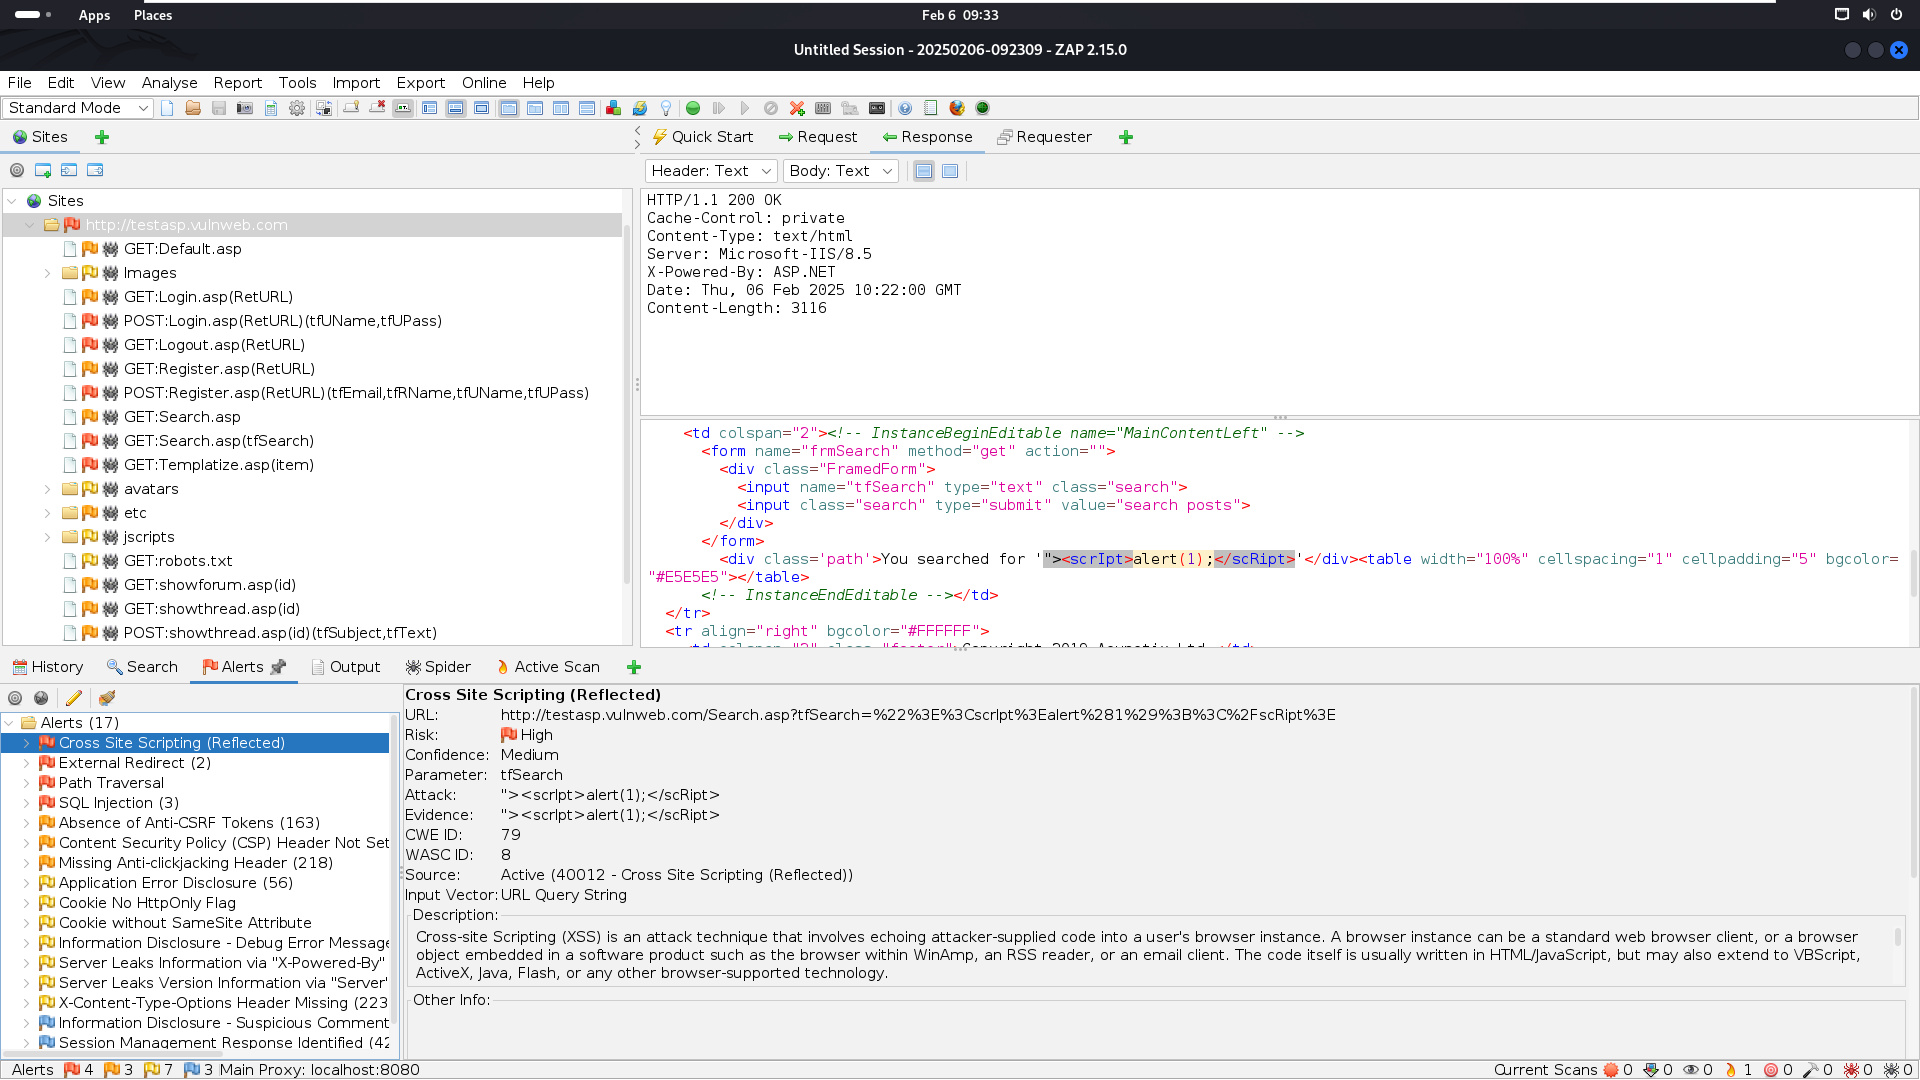 Apps Places Feb 6 09:33
Untitled Session - 20250206-092309 - ZAP 2.15.0
File Edit View Analyse Report Tools Import Export Online Help
Standard Mode
Sites
Quick Start Request Response Requester
Header: Text Body: Text
Sites
http://testasp.vulnweb.com
GET:Default.asp
Images
GET:Login.asp(RetURL)
POST:Login.asp(RetURL)(tfUName,tfUPass)
GET:Logout.asp(RetURL)
GET:Register.asp(RetURL)
POST:Register.asp(RetURL)(tfEmail,tfRName,tfUName,tfUPass)
GET:Search.asp
GET:Search.asp(tfSearch)
GET:Templatize.asp(item)
avatars
etc
jscripts
GET:robots.txt
GET:showforum.asp(id)
GET:showthread.asp(id)
POST:showthread.asp(id)(tfSubject,tfText)
HTTP/1.1 200 OK
Cache-Control: private
Content-Type: text/html
Server: Microsoft-IIS/8.5
X-Powered-By: ASP.NET
Date: Thu, 06 Feb 2025 10:22:00 GMT
Content-Length: 3116
<td colspan="2"><!-- InstanceBeginEditable name="MainContentLeft" -->
<form name="frmSearch" method="get" action="">
<div class="FramedForm">
<input name="tfSearch" type="text" class="search">
<input class="search" type="submit" value="search posts">
</div>
</form>
<div class='path'>You searched for '"><scrIpt>alert(1);</scRipt>'</div><table width="100%" cellspacing="1" cellpadding="5" bgcolor=
"#E5E5E5"></table>
<!-- InstanceEndEditable --></td>
</tr>
<tr align="right" bgcolor="#FFFFFF">
<td colspan="2" class="footer">Copyright 2019 Acunetix Ltd.</td>
History Search Alerts Output Spider Active Scan
Alerts (17)
Cross Site Scripting (Reflected)
External Redirect (2)
Path Traversal
SQL Injection (3)
Absence of Anti-CSRF Tokens (163)
Content Security Policy (CSP) Header Not Set
Missing Anti-clickjacking Header (218)
Application Error Disclosure (56)
Cookie No HttpOnly Flag
Cookie without SameSite Attribute
Information Disclosure - Debug Error Message
Server Leaks Information via "X-Powered-By"
Server Leaks Version Information via "Server"
X-Content-Type-Options Header Missing (223
Information Disclosure - Suspicious Comment
Session Management Response Identified (42
Cross Site Scripting (Reflected)
URL: http://testasp.vulnweb.com/Search.asp?tfSearch=%22%3E%3CscrIpt%3Ealert%281%29%3B%3C%2FscRipt%3E
Risk: High
Confidence: Medium
Parameter: tfSearch
Attack: "><scrIpt>alert(1);</scRipt>
Evidence: "><scrIpt>alert(1);</scRipt>
CWE ID: 79
WASC ID: 8
Source: Active (40012 - Cross Site Scripting (Reflected))
Input Vector: URL Query String
Description:
Cross-site Scripting (XSS) is an attack technique that involves echoing attacker-supplied code into a user's browser instance. A browser instance can be a standard web browser client, or a browser
object embedded in a software product such as the browser within WinAmp, an RSS reader, or an email client. The code itself is usually written in HTML/JavaScript, but may also extend to VBScript,
ActiveX, Java, Flash, or any other browser-supported technology.
Other Info:
Alerts 4 3 7 3 Main Proxy: localhost:8080 Current Scans 0 0 0 1 0 0 0 0